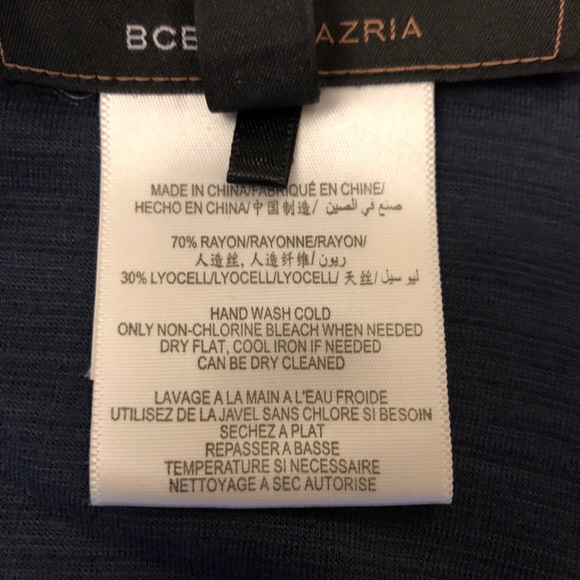 BCB AZRIA
MADE IN CHINA/FABRIQUÉ EN CHINE/
HECHO EN CHINA/中国制造/ صنع في الصين
70% RAYON/RAYONNE/RAYON/
人造丝, 人造纤维/ ريون/
30% LYOCELL/LYOCELL/LYOCELL/ 天丝/ ليو سيل/
HAND WASH COLD
ONLY NON-CHLORINE BLEACH WHEN NEEDED
DRY FLAT, COOL IRON IF NEEDED
CAN BE DRY CLEANED
LAVAGE A LA MAIN A L'EAU FROIDE
UTILISEZ DE LA JAVEL SANS CHLORE SI BESOIN
SECHEZ A PLAT
REPASSER A BASSE
TEMPERATURE SI NECESSAIRE
NETTOYAGE A SEC AUTORISE